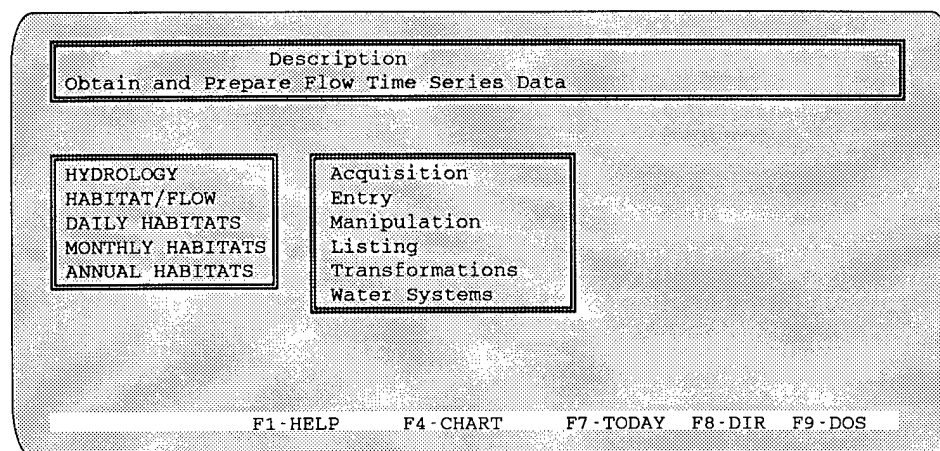 Description
Obtain and Prepare Flow Time Series Data
HYDROLOGY
HABITAT/FLOW
DAILY HABITATS
MONTHLY HABITATS
ANNUAL HABITATS
Acquisition
Entry
Manipulation
Listing
Transformations
Water Systems
F1-HELP F4-CHART F7-TODAY F8-DIR F9-DOS